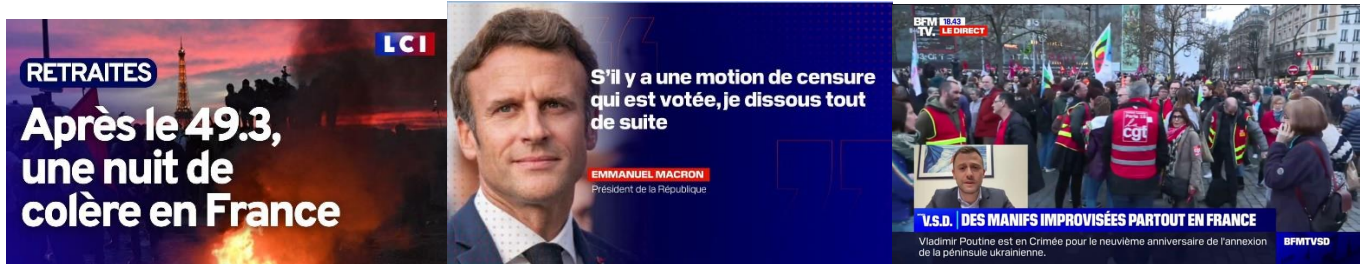 LCI
RETRAITES
Après le 49.3,
une nuit de
colère en France
S'il y a une motion de censure
qui est votée, je dissous tout
de suite
EMMANUEL MACRON
Président de la République
BFM 18.43
TV. LE DIRECT
cgt
V.S.D. DES MANIFS IMPROVISÉES PARTOUT EN FRANCE
Vladimir Poutine est en Crimée pour le neuvième anniversaire de l'annexion
de la péninsule ukrainienne.
BFMTVSD